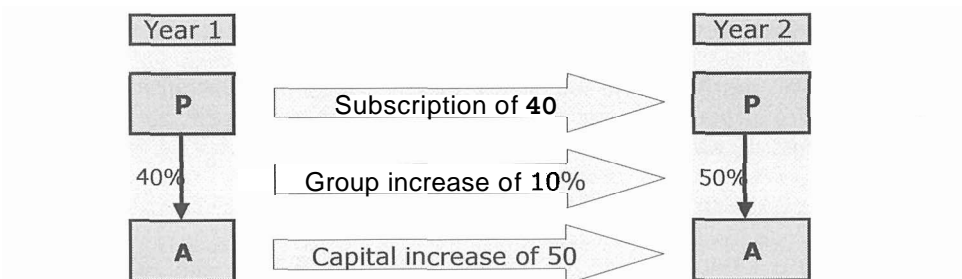 Year 1
Year 2
P
Subscription of 40
P
40%
Group increase of 10%
50%
A
Capital increase of 50
A